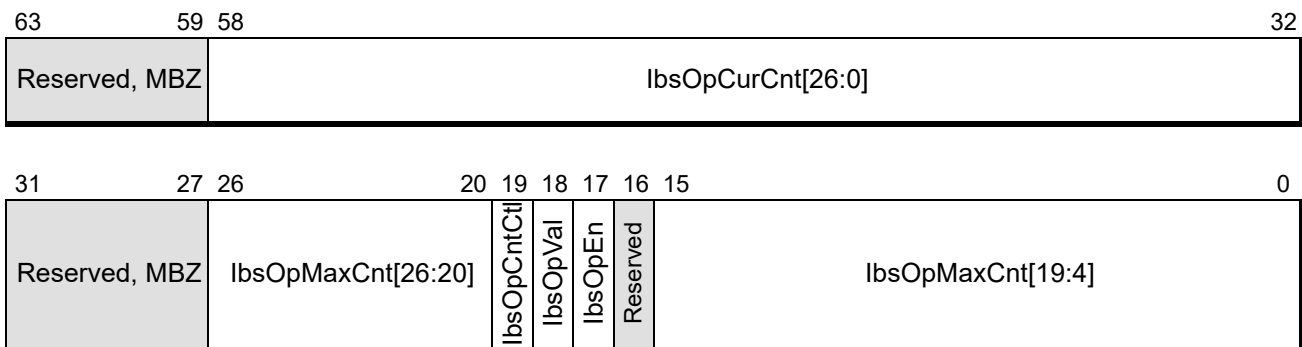 63 59 58 32
Reserved, MBZ IbsOpCurCnt[26:0]
31 27 26 20 19 18 17 16 15 0
Reserved, MBZ IbsOpMaxCnt[26:20] IbsOpCntCtl IbsOpVal IbsOpEn Reserved IbsOpMaxCnt[19:4]